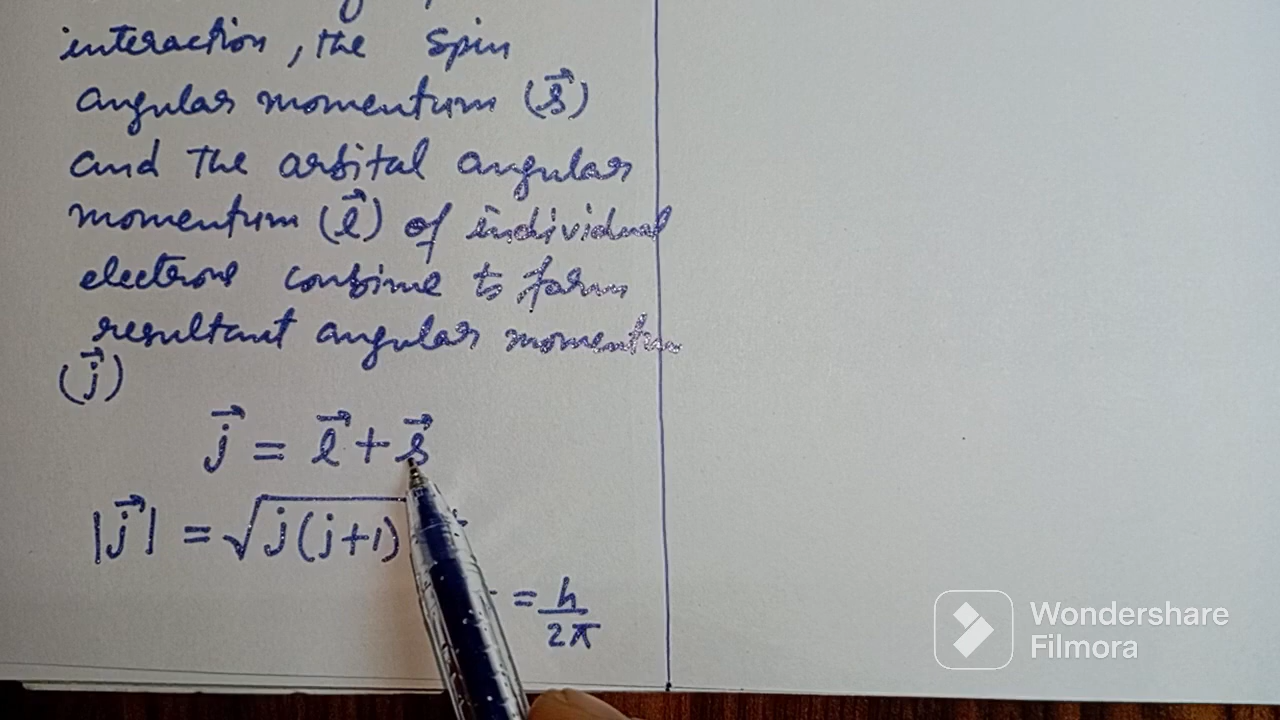 interaction, the spin
angular momentum (s⃗)
and the orbital angular
momentum (l⃗) of individual
electrons combine to form
resultant angular momentum
(j⃗)
j⃗ = l⃗ + s⃗
|j⃗| = √j(j+1)
= h/2π
Wondershare
Filmora